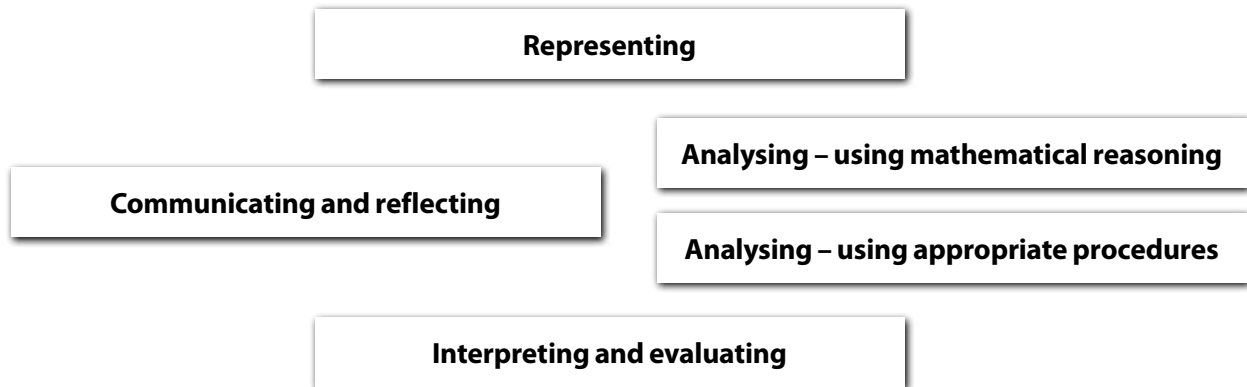 Representing
Analysing – using mathematical reasoning
Communicating and reflecting
Analysing – using appropriate procedures
Interpreting and evaluating